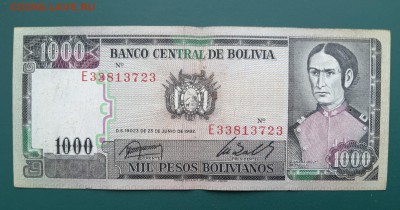 1000
BANCO CENTRAL DE BOLIVIA
Nº
E33813723
Nº
E33813723
D.S. 19023 DE 25 DE JUNIO DE 1982
1000
MIL PESOS BOLIVIANOS
1000